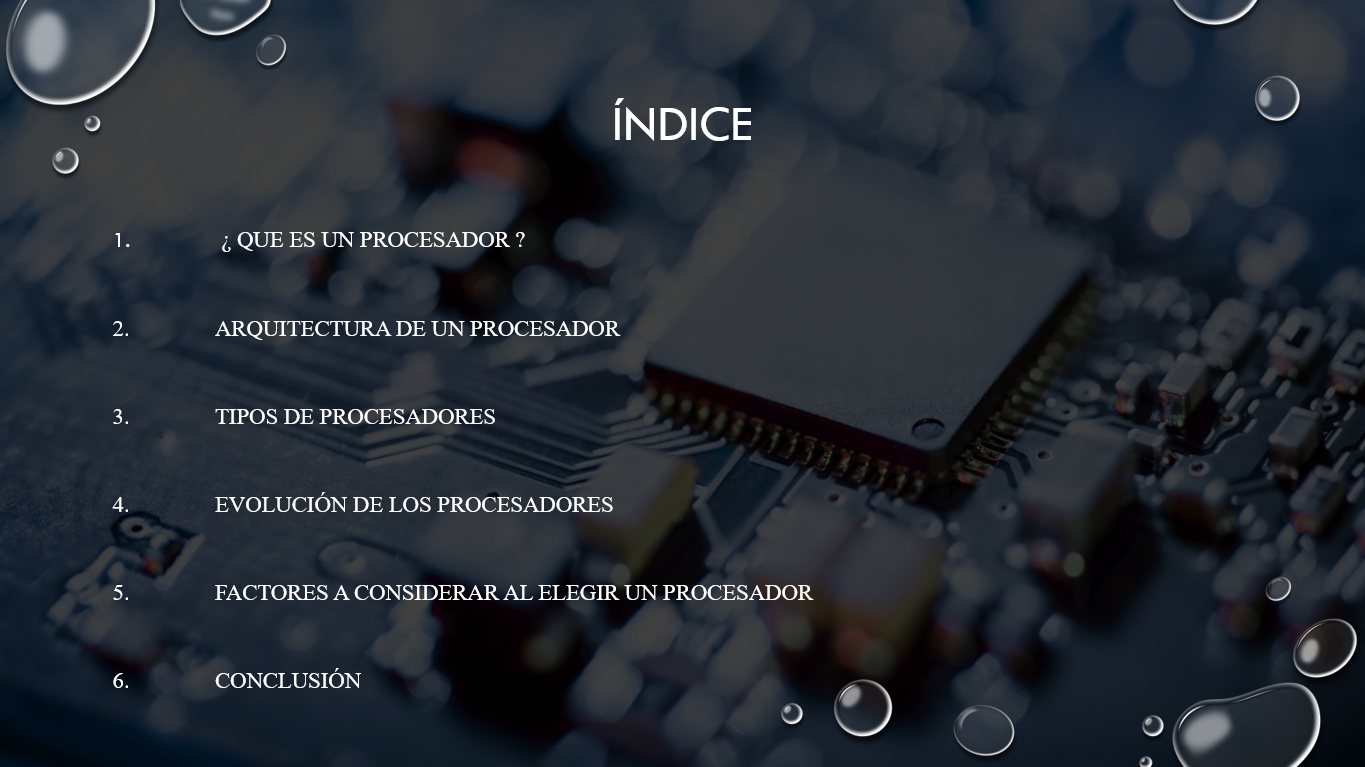 ÍNDICE
1. ¿ QUE ES UN PROCESADOR ?
2. ARQUITECTURA DE UN PROCESADOR
3. TIPOS DE PROCESADORES
4. EVOLUCIÓN DE LOS PROCESADORES
5. FACTORES A CONSIDERAR AL ELEGIR UN PROCESADOR
6. CONCLUSIÓN